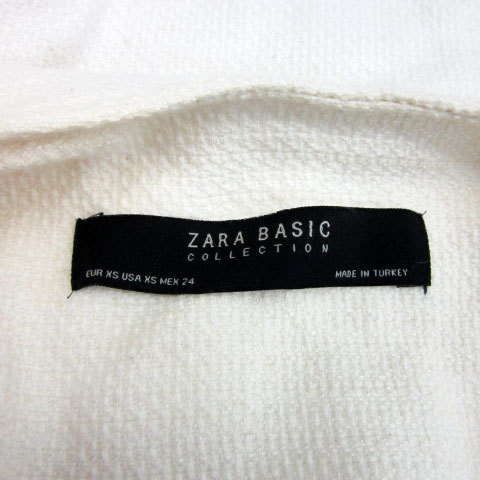 ZARA BASIC
COLLECTION
EUR XS USA XS MEX 24
MADE IN TURKEY